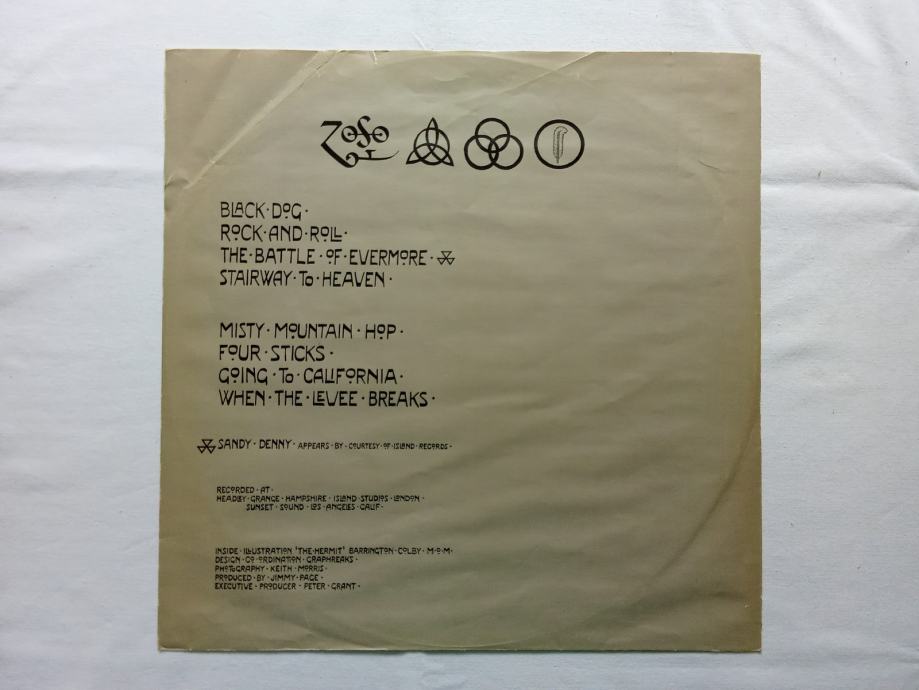 ZoSo
BLACK · DOG ·
ROCK · AND · ROLL ·
THE · BATTLE · OF · EVERMORE ·
STAIRWAY · To · HEAVEN ·
MISTY · MOUNTAIN · HOP ·
FOUR · STICKS ·
GOING · To · CALIFORNIA ·
WHEN · THE · LEVEE · BREAKS ·
SANDY · DENNY · APPEARS · BY · COURTESY · OF · ISLAND · RECORDS ·
RECORDED · AT ·
HEADLEY · GRANGE · HAMPSHIRE · ISLAND · STUDIOS · LONDON ·
SUNSET · SOUND · LOS · ANGELES · CALIF ·
INSIDE · ILLUSTRATION 'THE · HERMIT' BARRINGTON · COLBY · M·O·M ·
DESIGN · CO · ORDINATION · GRAPHREAKS ·
PHOTOGRAPHY · KEITH · MORRIS ·
PRODUCED · BY · JIMMY · PAGE ·
EXECUTIVE · PRODUCER · PETER · GRANT ·